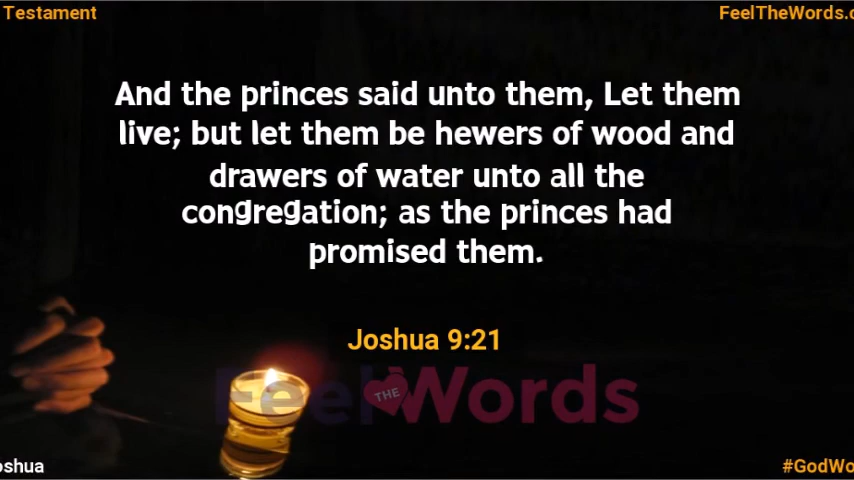 Testament
FeelTheWords.c
And the princes said unto them, Let them
live; but let them be hewers of wood and
drawers of water unto all the
congregation; as the princes had
promised them.
Joshua 9:21
Feel THE Words
oshua
#GodWo